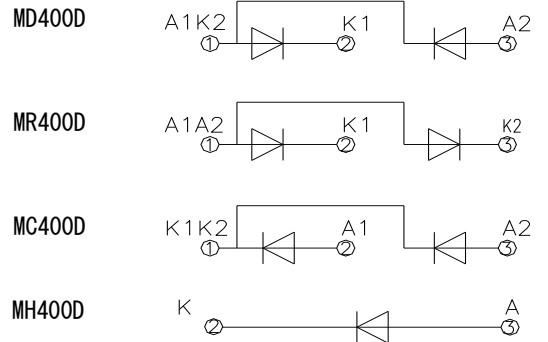 MD400D A1K2 K1 A2
1 2 3
MR400D A1A2 K1 K2
1 2 3
MC400D K1K2 A1 A2
1 2 3
MH400D K A
2 3